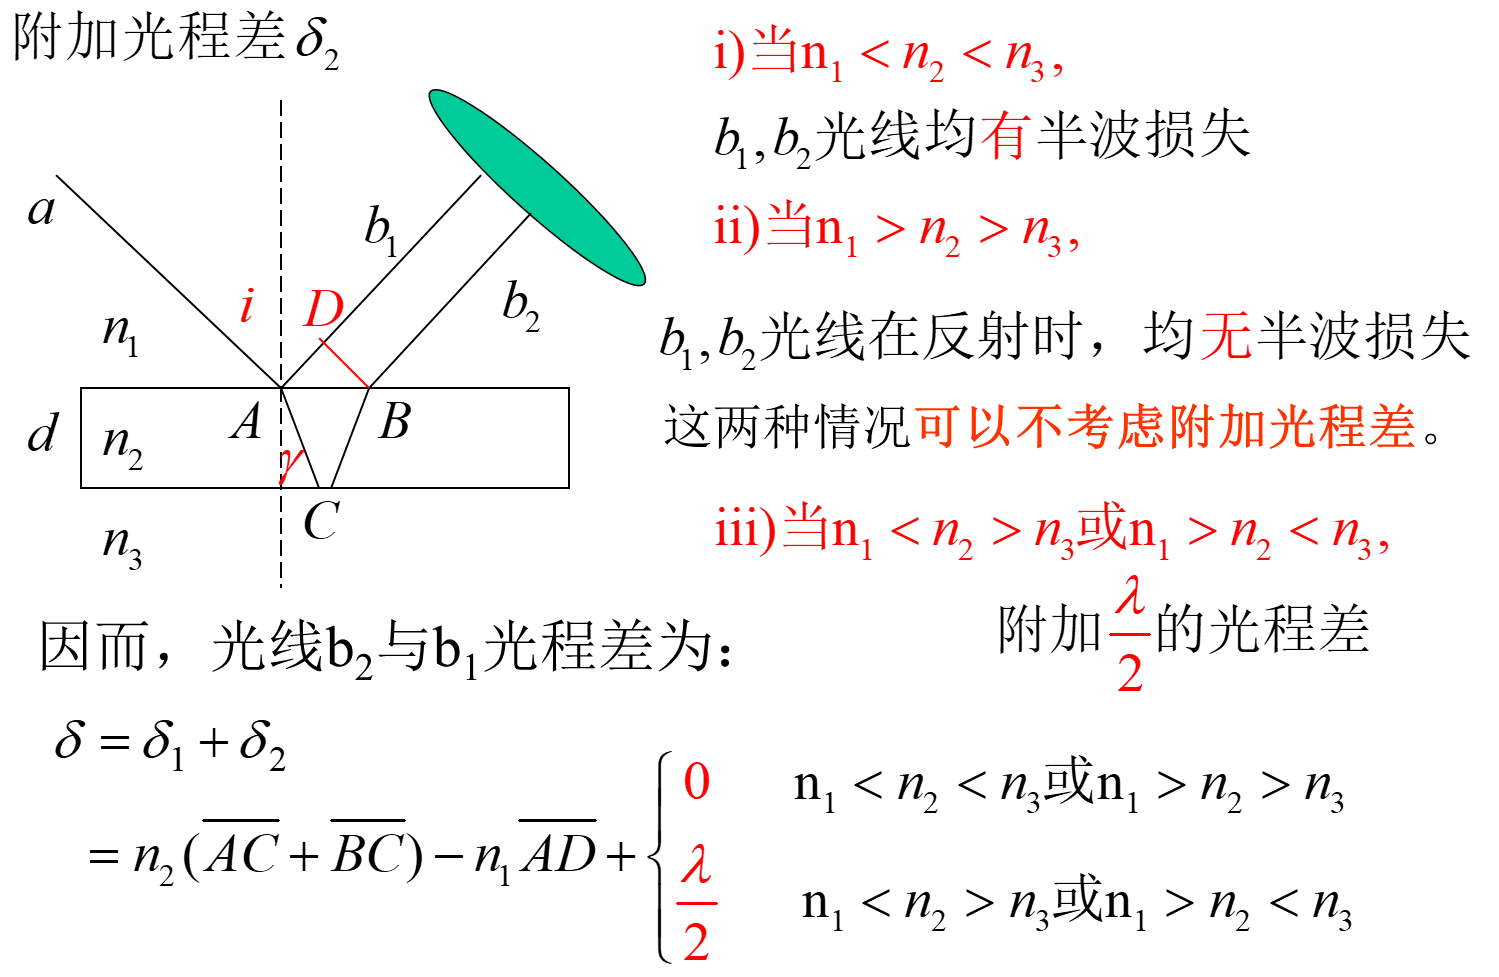 附加光程差δ₂
i)当n₁ < n₂ < n₃,
b₁,b₂光线均有半波损失
ii)当n₁ > n₂ > n₃,
b₁,b₂光线在反射时，均无半波损失
这两种情况可以不考虑附加光程差。
iii)当n₁ < n₂ > n₃或n₁ > n₂ < n₃,
附加λ/2的光程差
a
b₁
b₂
i
D
n₁
A
B
d
n₂
γ
C
n₃
因而，光线b₂与b₁光程差为：
δ = δ₁ + δ₂
= n₂(A̅C̅ + B̅C̅) − n₁A̅D̅ + {
0 n₁ < n₂ < n₃或n₁ > n₂ > n₃
λ/2 n₁ < n₂ > n₃或n₁ > n₂ < n₃